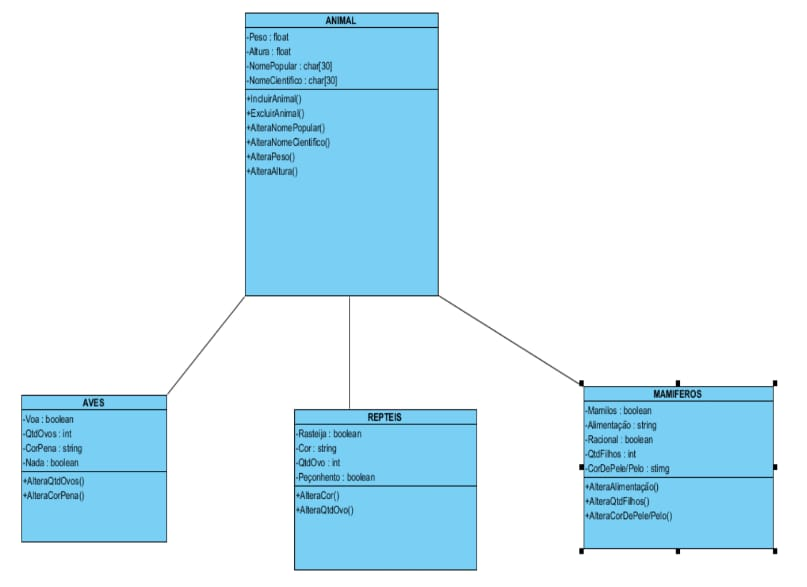 ANIMAL
-Peso : float
-Altura : float
-NomePopular : char[30]
-NomeCientifico : char[30]
+IncluirAnimal()
+ExcluirAnimal()
+AlteraNomePopular()
+AlteraNomeCientifico()
+AlteraPeso()
+AlteraAltura()
AVES
-Voa : boolean
-QtdOvos : int
-CorPena : string
-Nada : boolean
+AlteraQtdOvos()
+AlteraCorPena()
REPTEIS
-Rasteija : boolean
-Cor : string
-QtdOvo : int
-Peçonhento : boolean
+AlteraCor()
+AlteraQtdOvo()
MAMIFEROS
-Mamilos : boolean
-Alimentação : string
-Racional : boolean
-QtdFilhos : int
-CorDePele/Pelo : stirng
+AlteraAlimentação()
+AlteraQtdFilhos()
+AlteraCorDePele/Pelo()